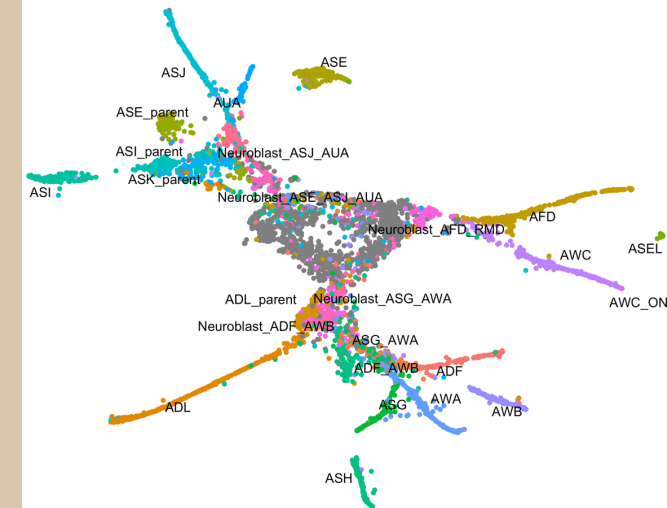 ASE
ASJ
AUA
ASE_parent
ASI_parent
Neuroblast_ASJ_AUA
ASK_parent
ASI
Neuroblast_ASE_ASJ_AUA
AFD
Neuroblast_AFD_RMD
ASEL
AWC
ADL_parent
Neuroblast_ASG_AWA
AWC_ON
Neuroblast_ADF_AWB
ASG_AWA
ADF_AWB
ADF
ADL
ASG
AWA
AWB
ASH